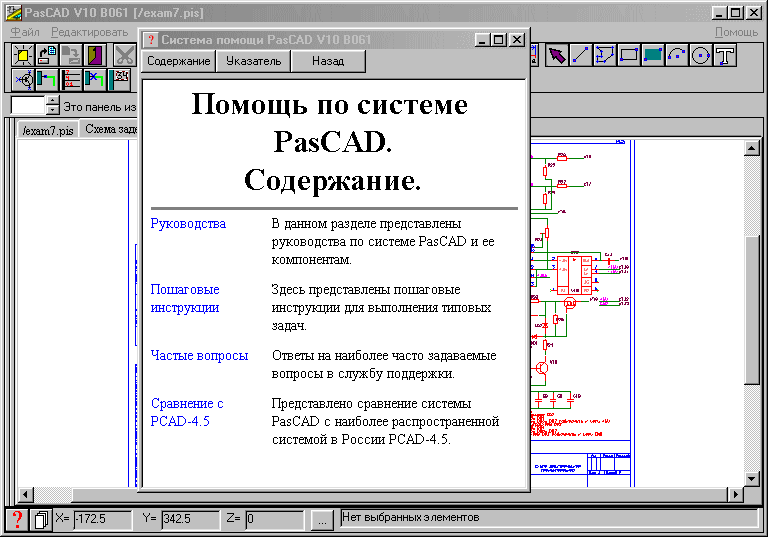 PasCAD V10 B061 [/exam7.pis]
Файл Редактировать
Помощь
Система помощи PasCAD V10 B061
Содержание Указатель Назад
Это панель из
/exam7.pis Схема заде
Помощь по системе
PasCAD.
Содержание.
Руководства
В данном разделе представлены
руководства по системе PasCAD и ее
компонентам.
Пошаговые
инструкции
Здесь представлены пошаговые
инструкции для выполнения типовых
задач.
Частые вопросы
Ответы на наиболее часто задаваемые
вопросы в службу поддержки.
Сравнение с
PCAD-4.5
Представлено сравнение системы
PasCAD с наиболее распространенной
системой в России PCAD-4.5.
X= -172.5 Y= 342.5 Z= 0 ... Нет выбранных элементов